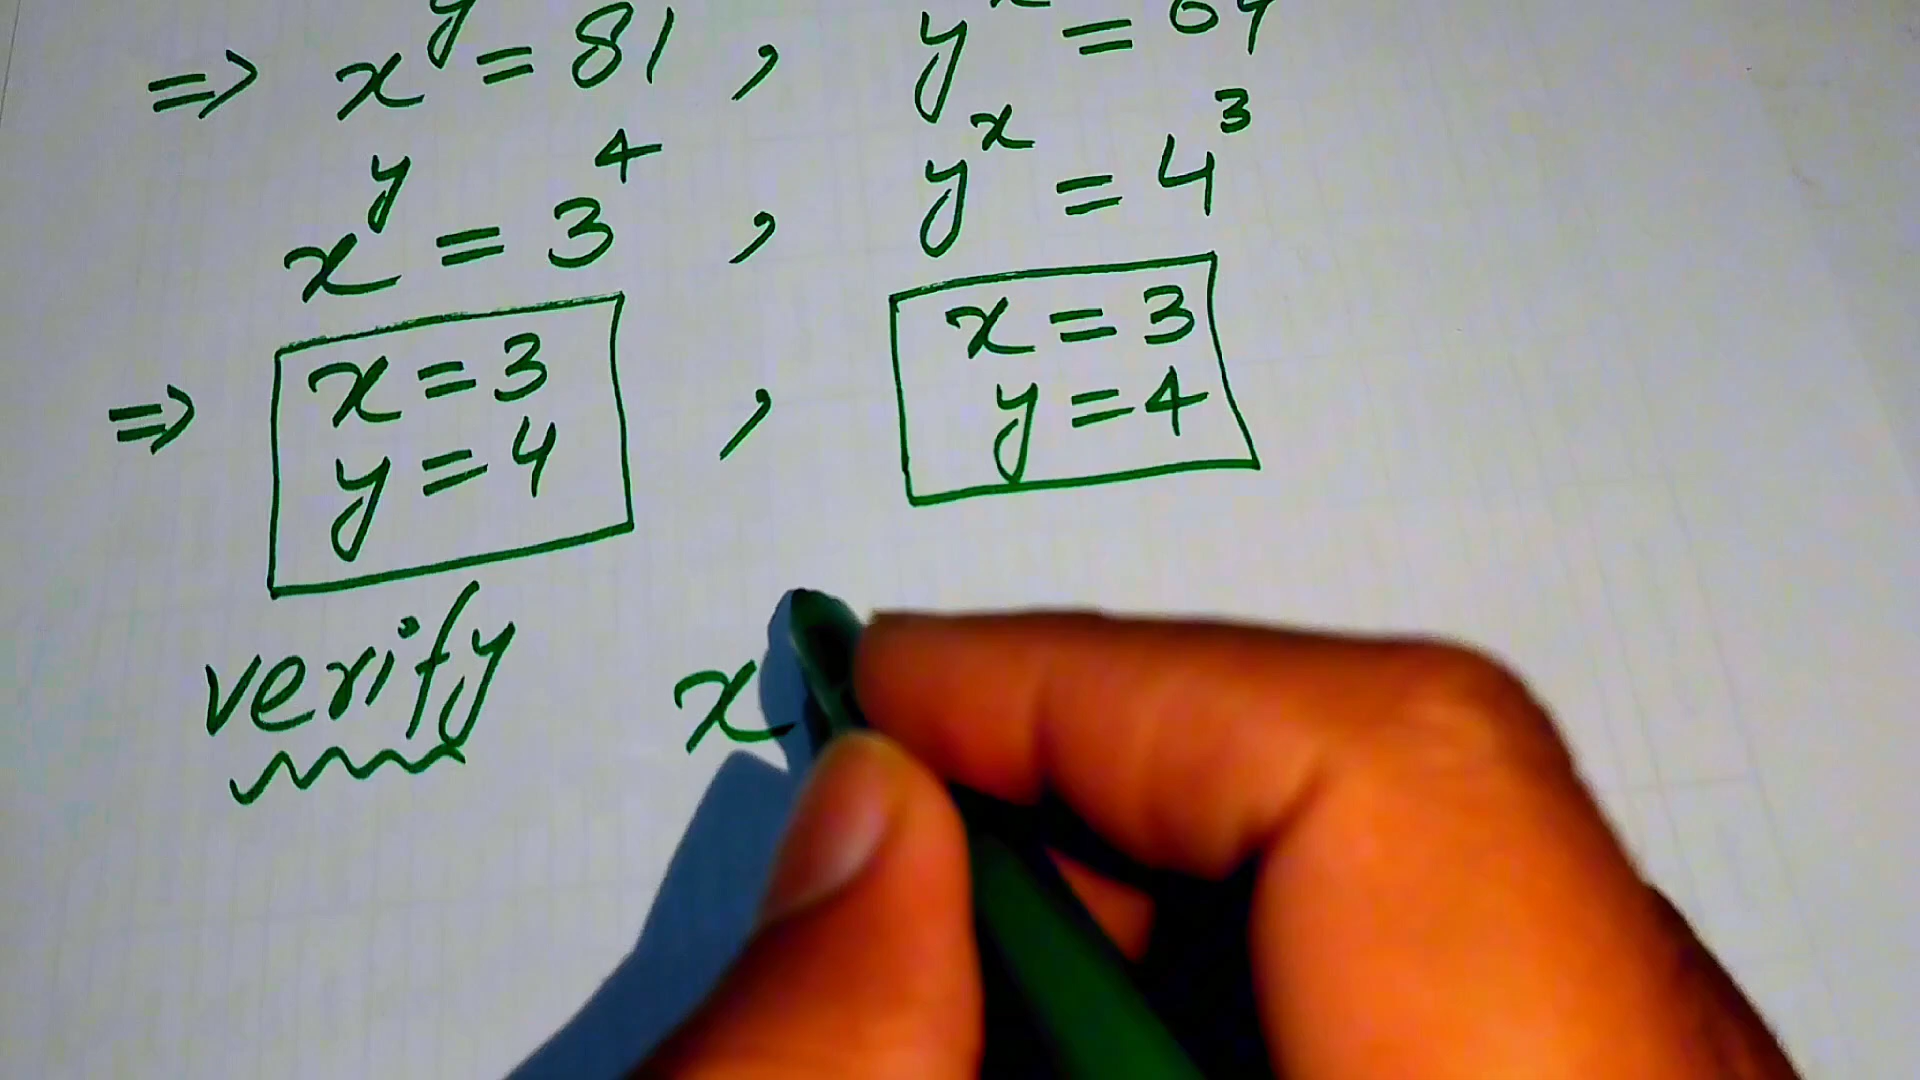 ⇒ x^y = 81 , y^x = 64
x^y = 3^4 , y^x = 4^3
⇒ x = 3 , x = 3
y = 4 y = 4
verify x